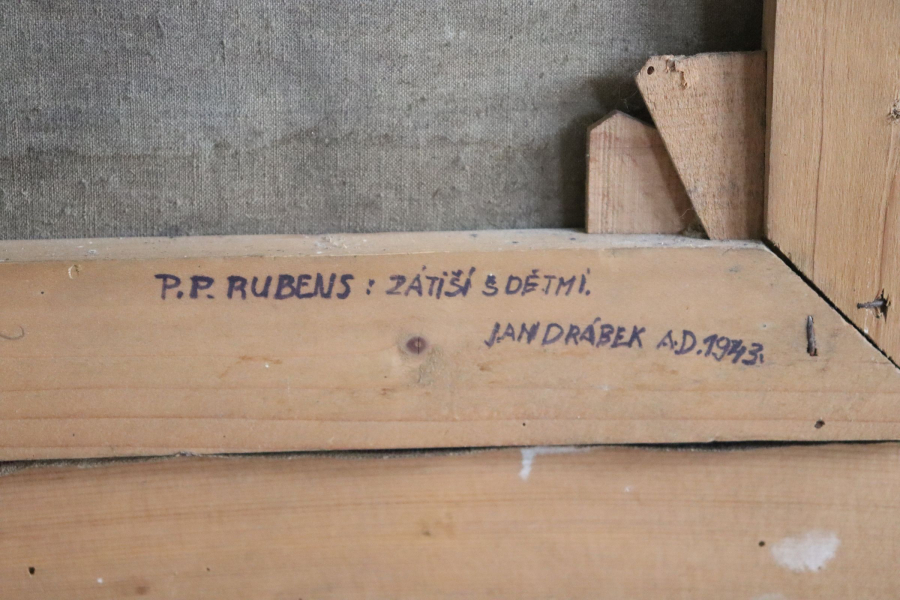 P.P. RUBENS: ZÁTIŠÍ S DĚTMI.
JAN DRÁBEK A.D. 1943.